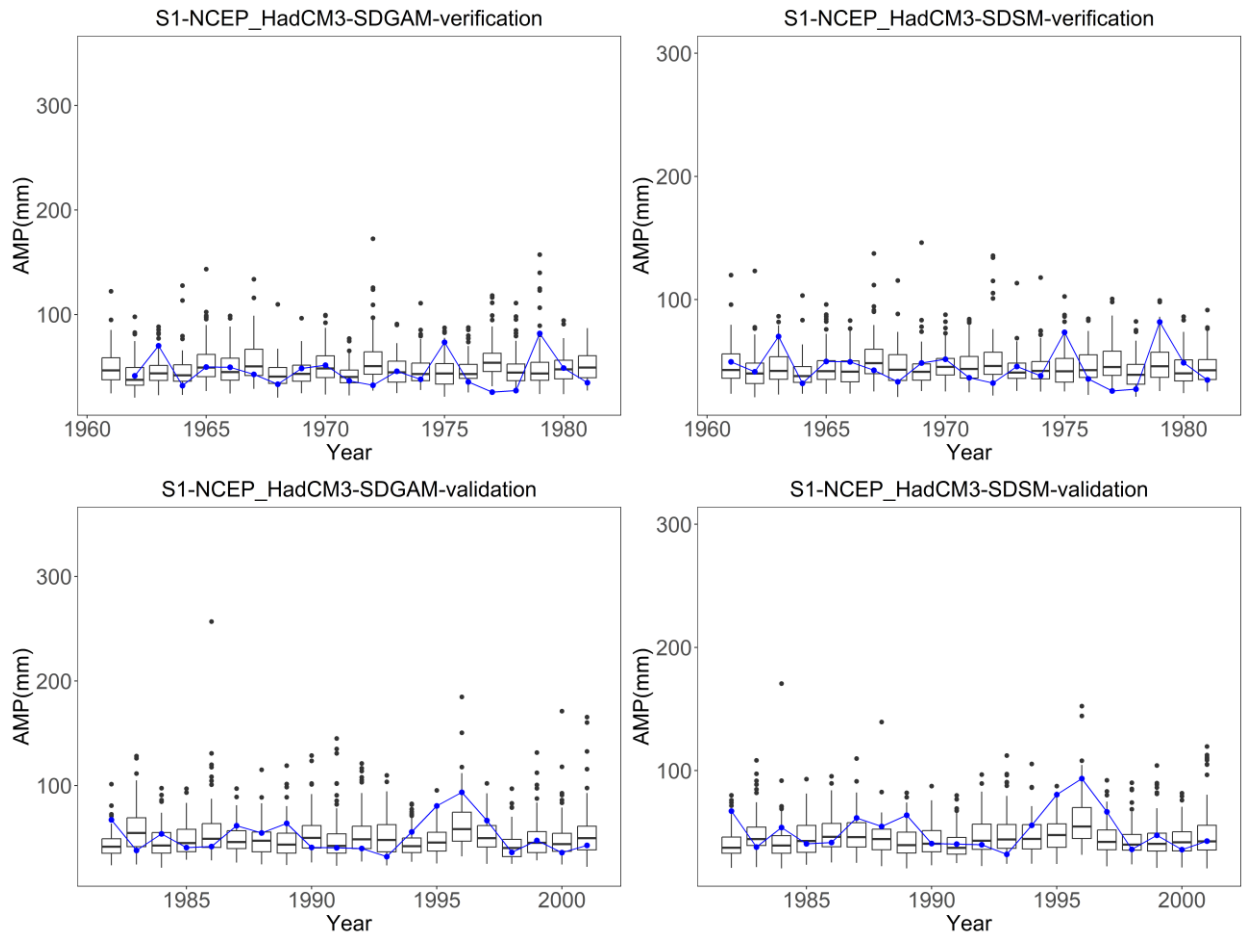 S1-NCEP_HadCM3-SDGAM-verification
300
200
100
AMP(mm)
1960 1965 1970 1975 1980
Year
S1-NCEP_HadCM3-SDSM-verification
300
200
100
AMP(mm)
1960 1965 1970 1975 1980
Year
S1-NCEP_HadCM3-SDGAM-validation
300
200
100
AMP(mm)
1985 1990 1995 2000
Year
S1-NCEP_HadCM3-SDSM-validation
300
200
100
AMP(mm)
1985 1990 1995 2000
Year